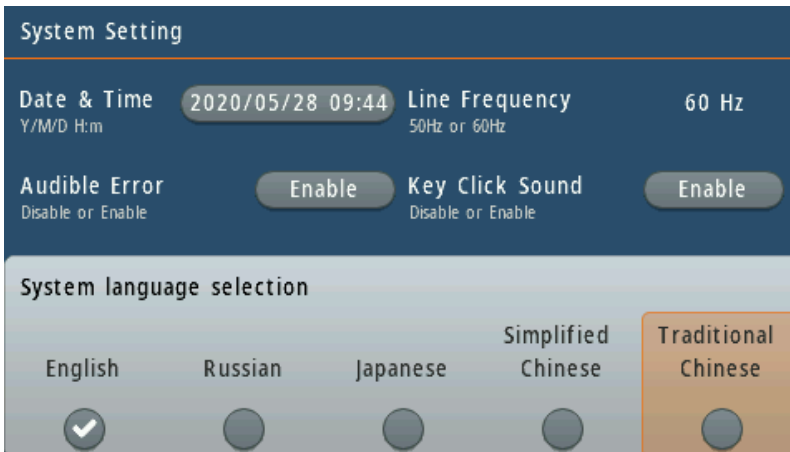 System Setting
Date & Time 2020/05/28 09:44 Line Frequency 60 Hz
Y/M/D H:m 50Hz or 60Hz
Audible Error Enable Key Click Sound Enable
Disable or Enable Disable or Enable
System language selection
Simplified Traditional
English Russian Japanese Chinese Chinese